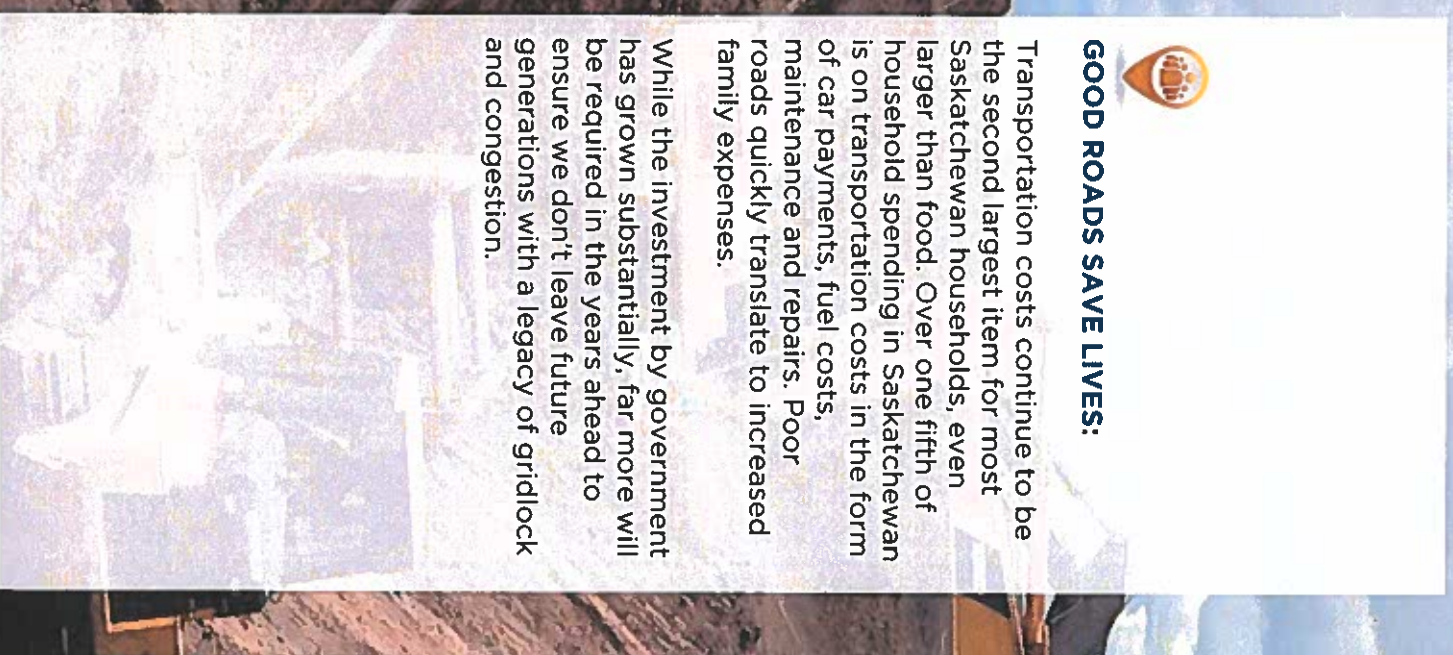 GOOD ROADS SAVE LIVES:
Transportation costs continue to be
the second largest item for most
Saskatchewan households, even
larger than food. Over one fifth of
household spending in Saskatchewan
is on transportation costs in the form
of car payments, fuel costs,
maintenance and repairs. Poor
roads quickly translate to increased
family expenses.
While the investment by government
has grown substantially, far more will
be required in the years ahead to
ensure we don't leave future
generations with a legacy of gridlock
and congestion.